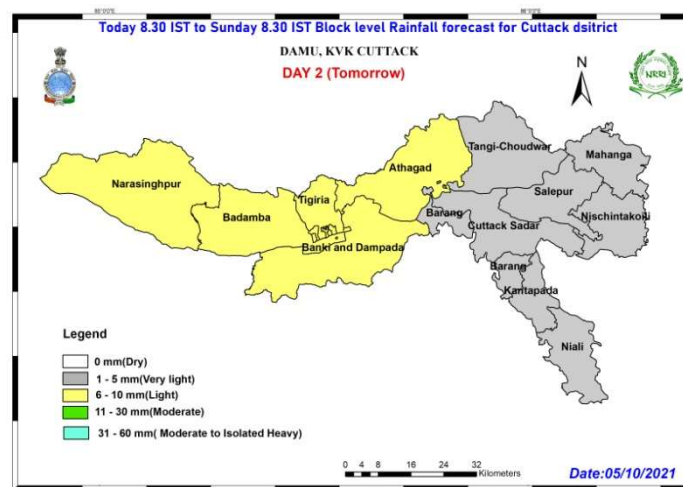 Today 8.30 IST to Sunday 8.30 IST Block level Rainfall forecast for Cuttack dsitrict
DAMU, KVK CUTTACK
DAY 2 (Tomorrow)
N
NRRI
Tangi-Choudwar
Mahanga
Athagad
Narasinghpur
Tigiria
Salepur
Badamba
Barang
Nischintakoili
Cuttack Sadar
Banki and Dampada
Barang
Kantapada
Niali
Legend
0 mm(Dry)
1 - 5 mm(Very light)
6 - 10 mm(Light)
11 - 30 mm(Moderate)
31 - 60 mm( Moderate to Isolated Heavy)
0 4 8 16 24 32
Kilometers
Date:05/10/2021